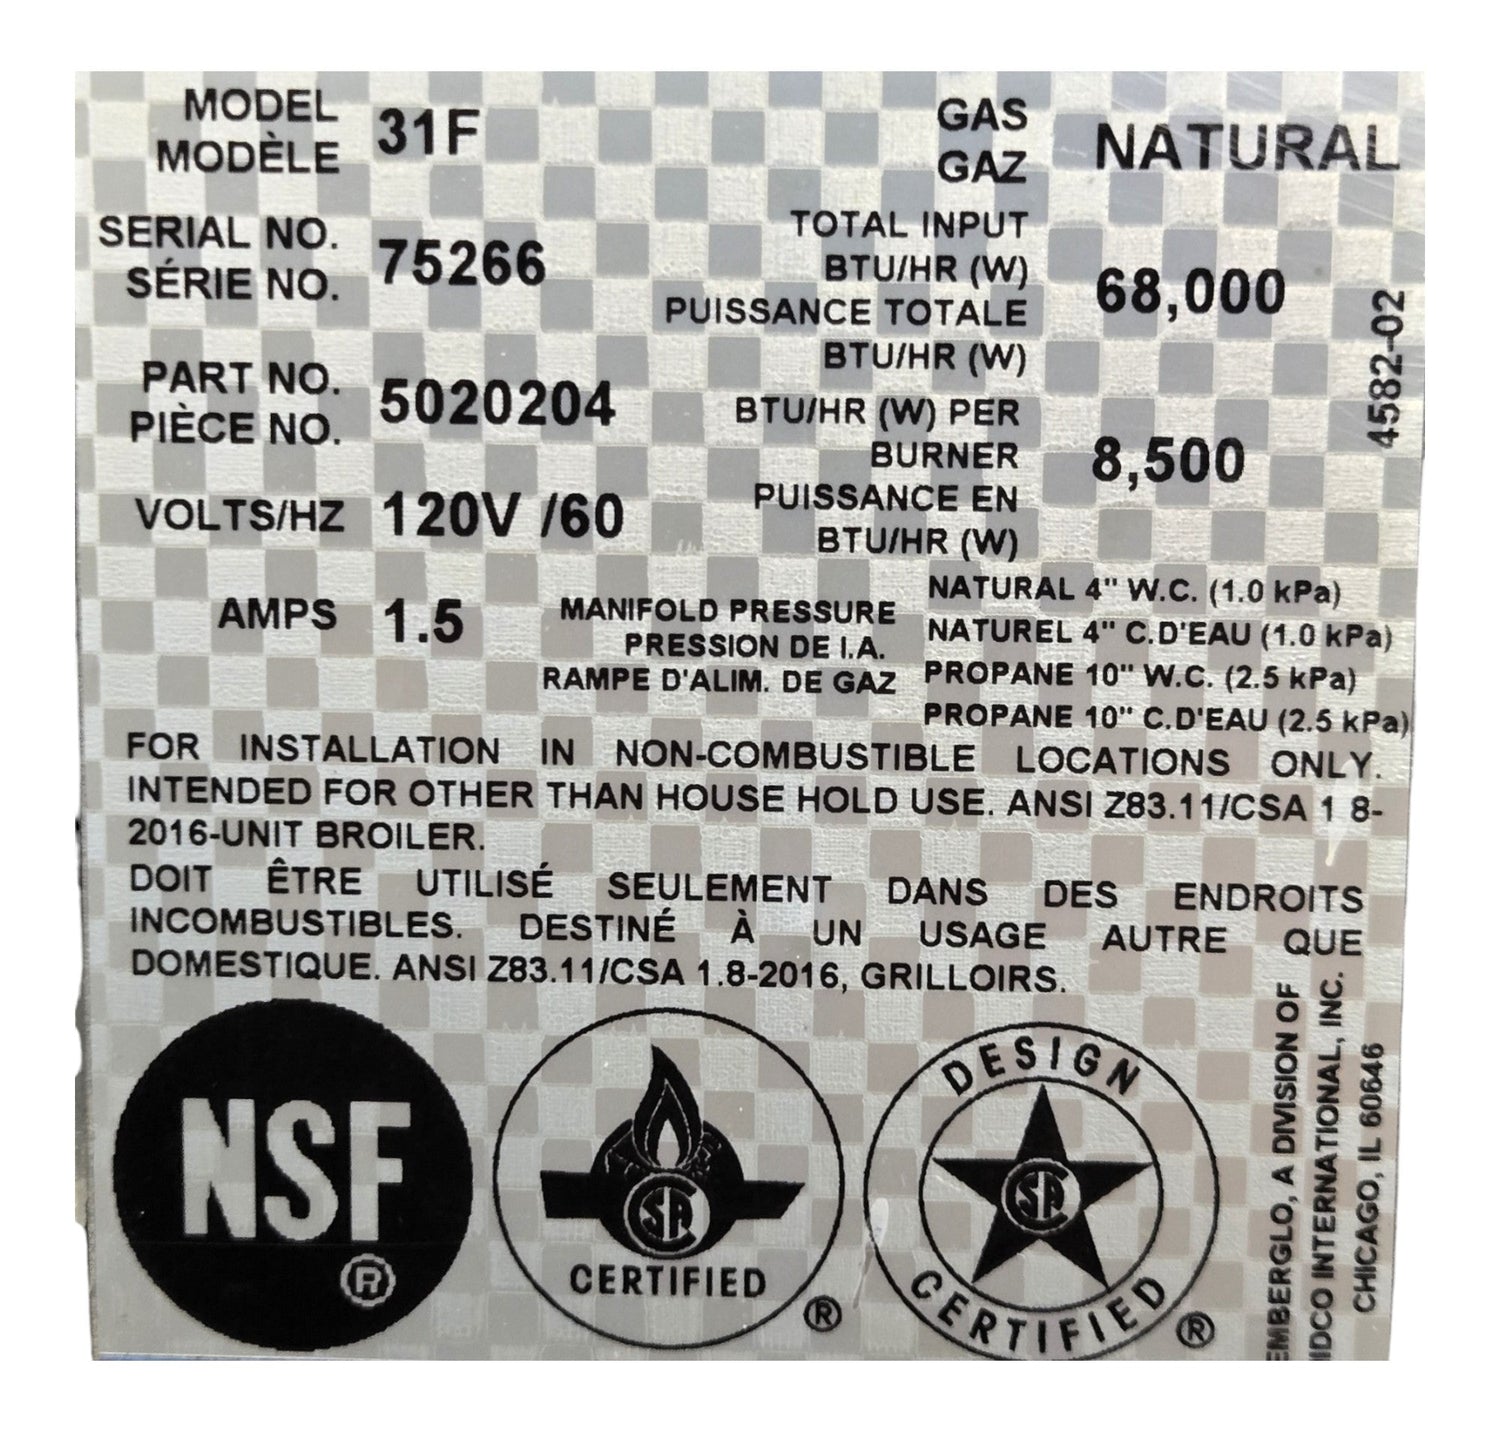 MODEL
MODÈLE
31F
SERIAL NO.
SÉRIE NO.
75266
PART NO.
PIÈCE NO.
5020204
VOLTS/HZ 120V /60
AMPS 1.5
GAS
GAZ
NATURAL
TOTAL INPUT
BTU/HR (W)
PUISSANCE TOTALE
BTU/HR (W)
68,000
BTU/HR (W) PER
BURNER
PUISSANCE EN
BTU/HR (W)
8,500
4582-02
MANIFOLD PRESSURE
PRESSION DE I.A.
RAMPE D'ALIM. DE GAZ
NATURAL 4" W.C. (1.0 kPa)
NATUREL 4" C.D'EAU (1.0 kPa)
PROPANE 10" W.C. (2.5 kPa)
PROPANE 10" C.D'EAU (2.5 kPa)
FOR INSTALLATION IN NON-COMBUSTIBLE LOCATIONS ONLY.
INTENDED FOR OTHER THAN HOUSE HOLD USE. ANSI Z83.11/CSA 1 8-
2016-UNIT BROILER.
DOIT ÊTRE UTILISÉ SEULEMENT DANS DES ENDROITS
INCOMBUSTIBLES. DESTINÉ À UN USAGE AUTRE QUE
DOMESTIQUE. ANSI Z83.11/CSA 1.8-2016, GRILLOIRS.
NSF ®
CSA
CERTIFIED ®
DESIGN
CSA
CERTIFIED ®
EMBERGLO, A DIVISION OF
MIDCO INTERNATIONAL, INC.
CHICAGO, IL 60646